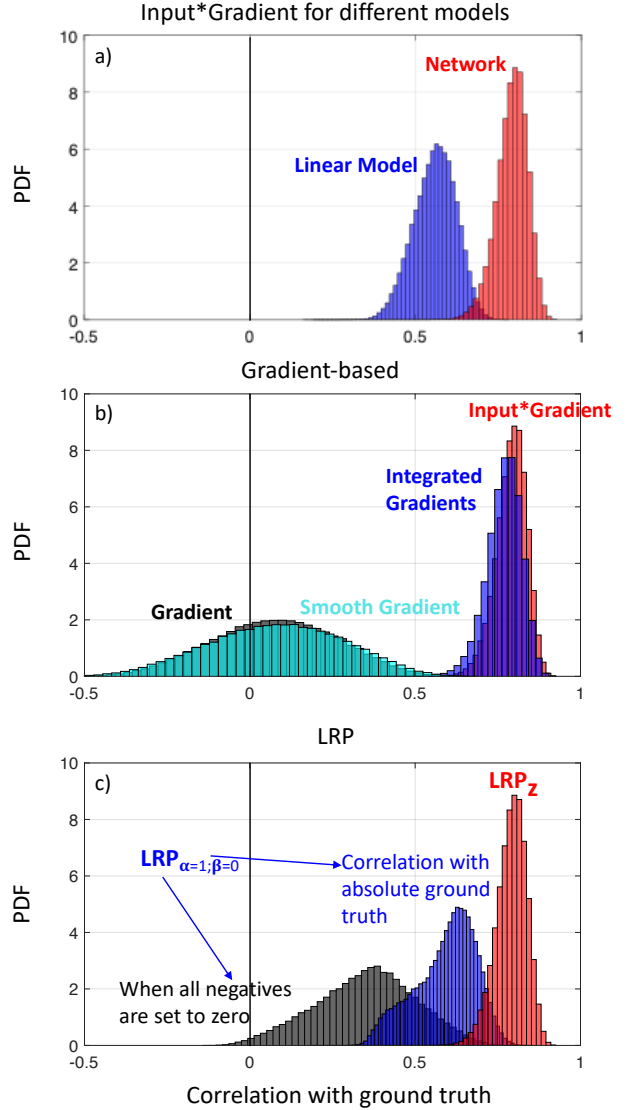 Input*Gradient for different models
10
a)
Network
8
6
Linear Model
PDF
4
2
0
-0.5
0
0.5
1
Gradient-based
10
b)
Input*Gradient
8
Integrated
Gradients
6
PDF
4
Gradient
Smooth Gradient
2
0
-0.5
0
0.5
1
LRP
10
c)
LRPZ
8
LRPα=1;β=0
Correlation with
absolute ground
truth
6
PDF
4
When all negatives
are set to zero
2
0
-0.5
0
0.5
1
Correlation with ground truth